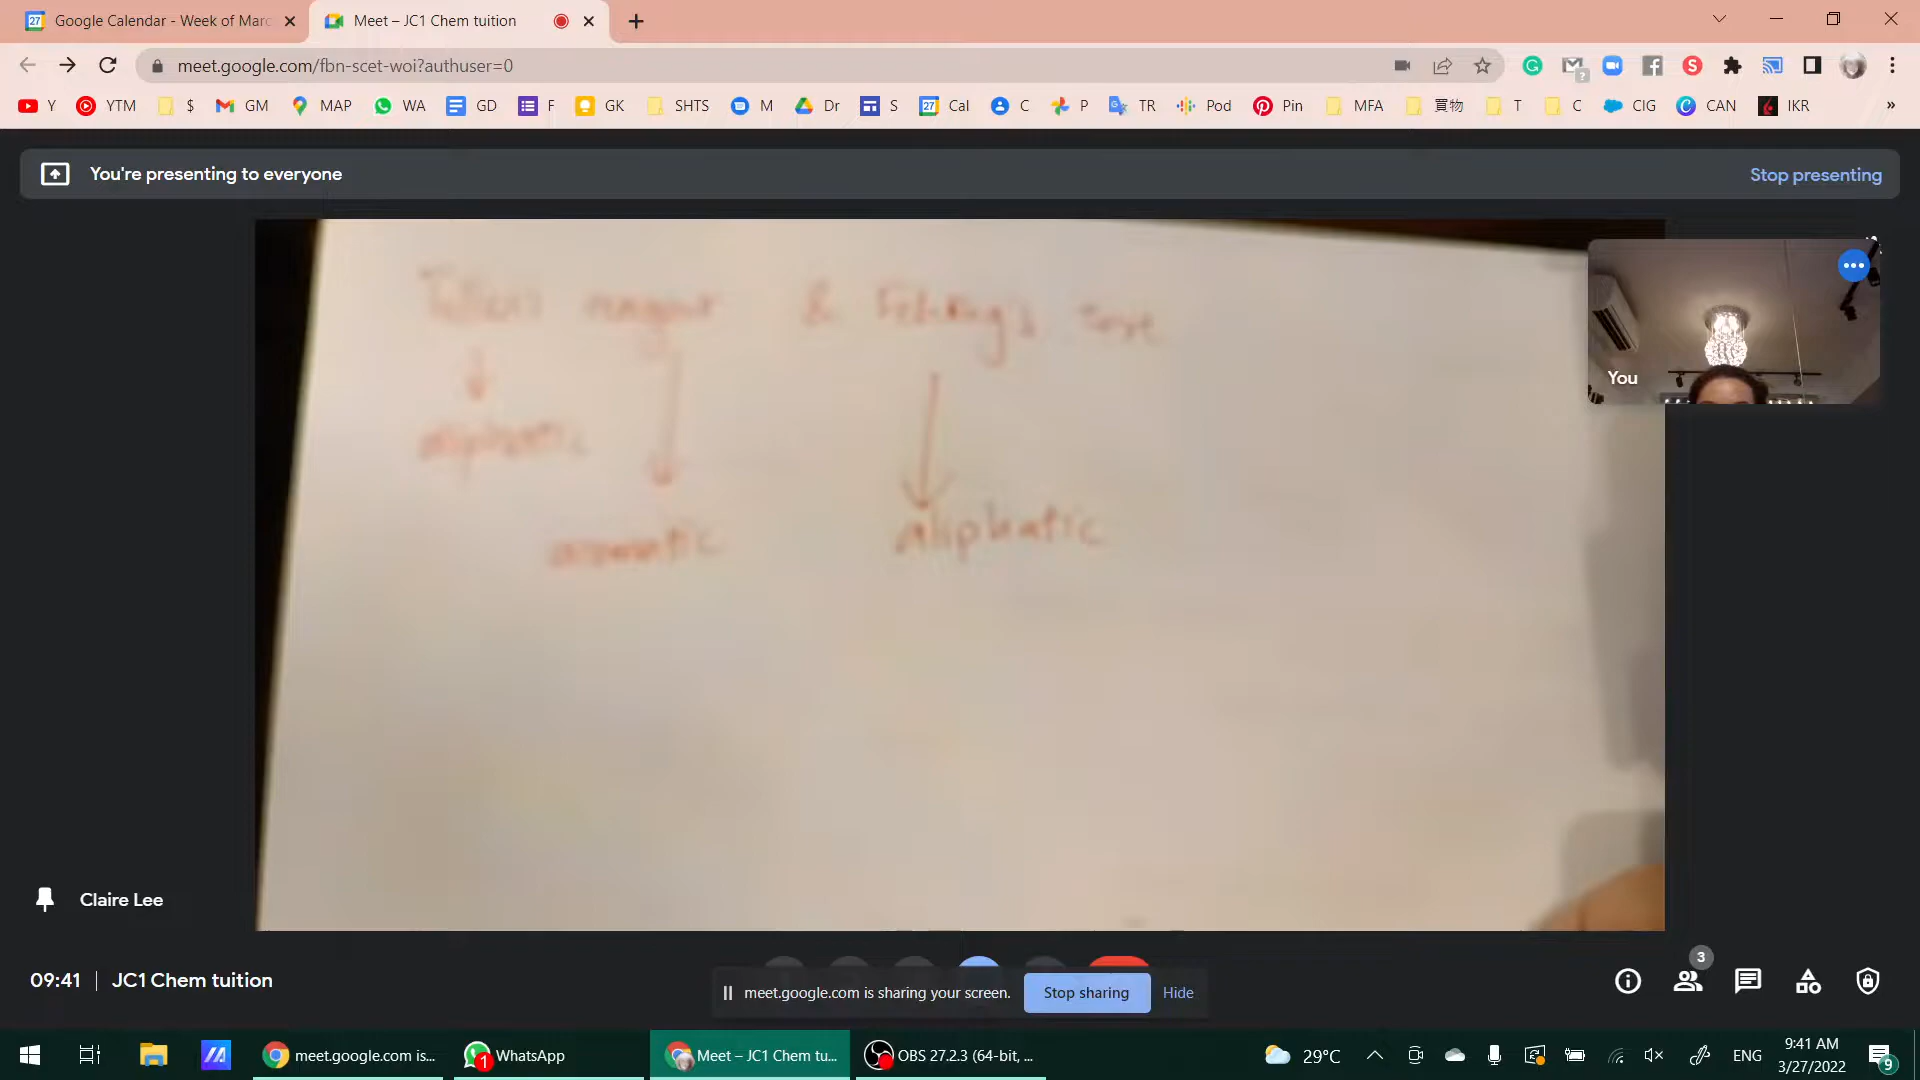 Google Calendar - Week of Marc
Meet – JC1 Chem tuition
meet.google.com/fbn-scet-woi?authuser=0
Y YTM $ GM MAP WA GD F GK SHTS M Dr S Cal C P TR Pod Pin MFA 買物 T C CIG CAN IKR »
You're presenting to everyone
Stop presenting
Tollen's reagent & Fehling's Test
You
aliphatic
aromatic aliphatic
Claire Lee
3
09:41 | JC1 Chem tuition
meet.google.com is sharing your screen. Stop sharing Hide
meet.google.com is... WhatsApp Meet – JC1 Chem tu... OBS 27.2.3 (64-bit, ... 29°C ENG 9:41 AM
1 3/27/2022 9